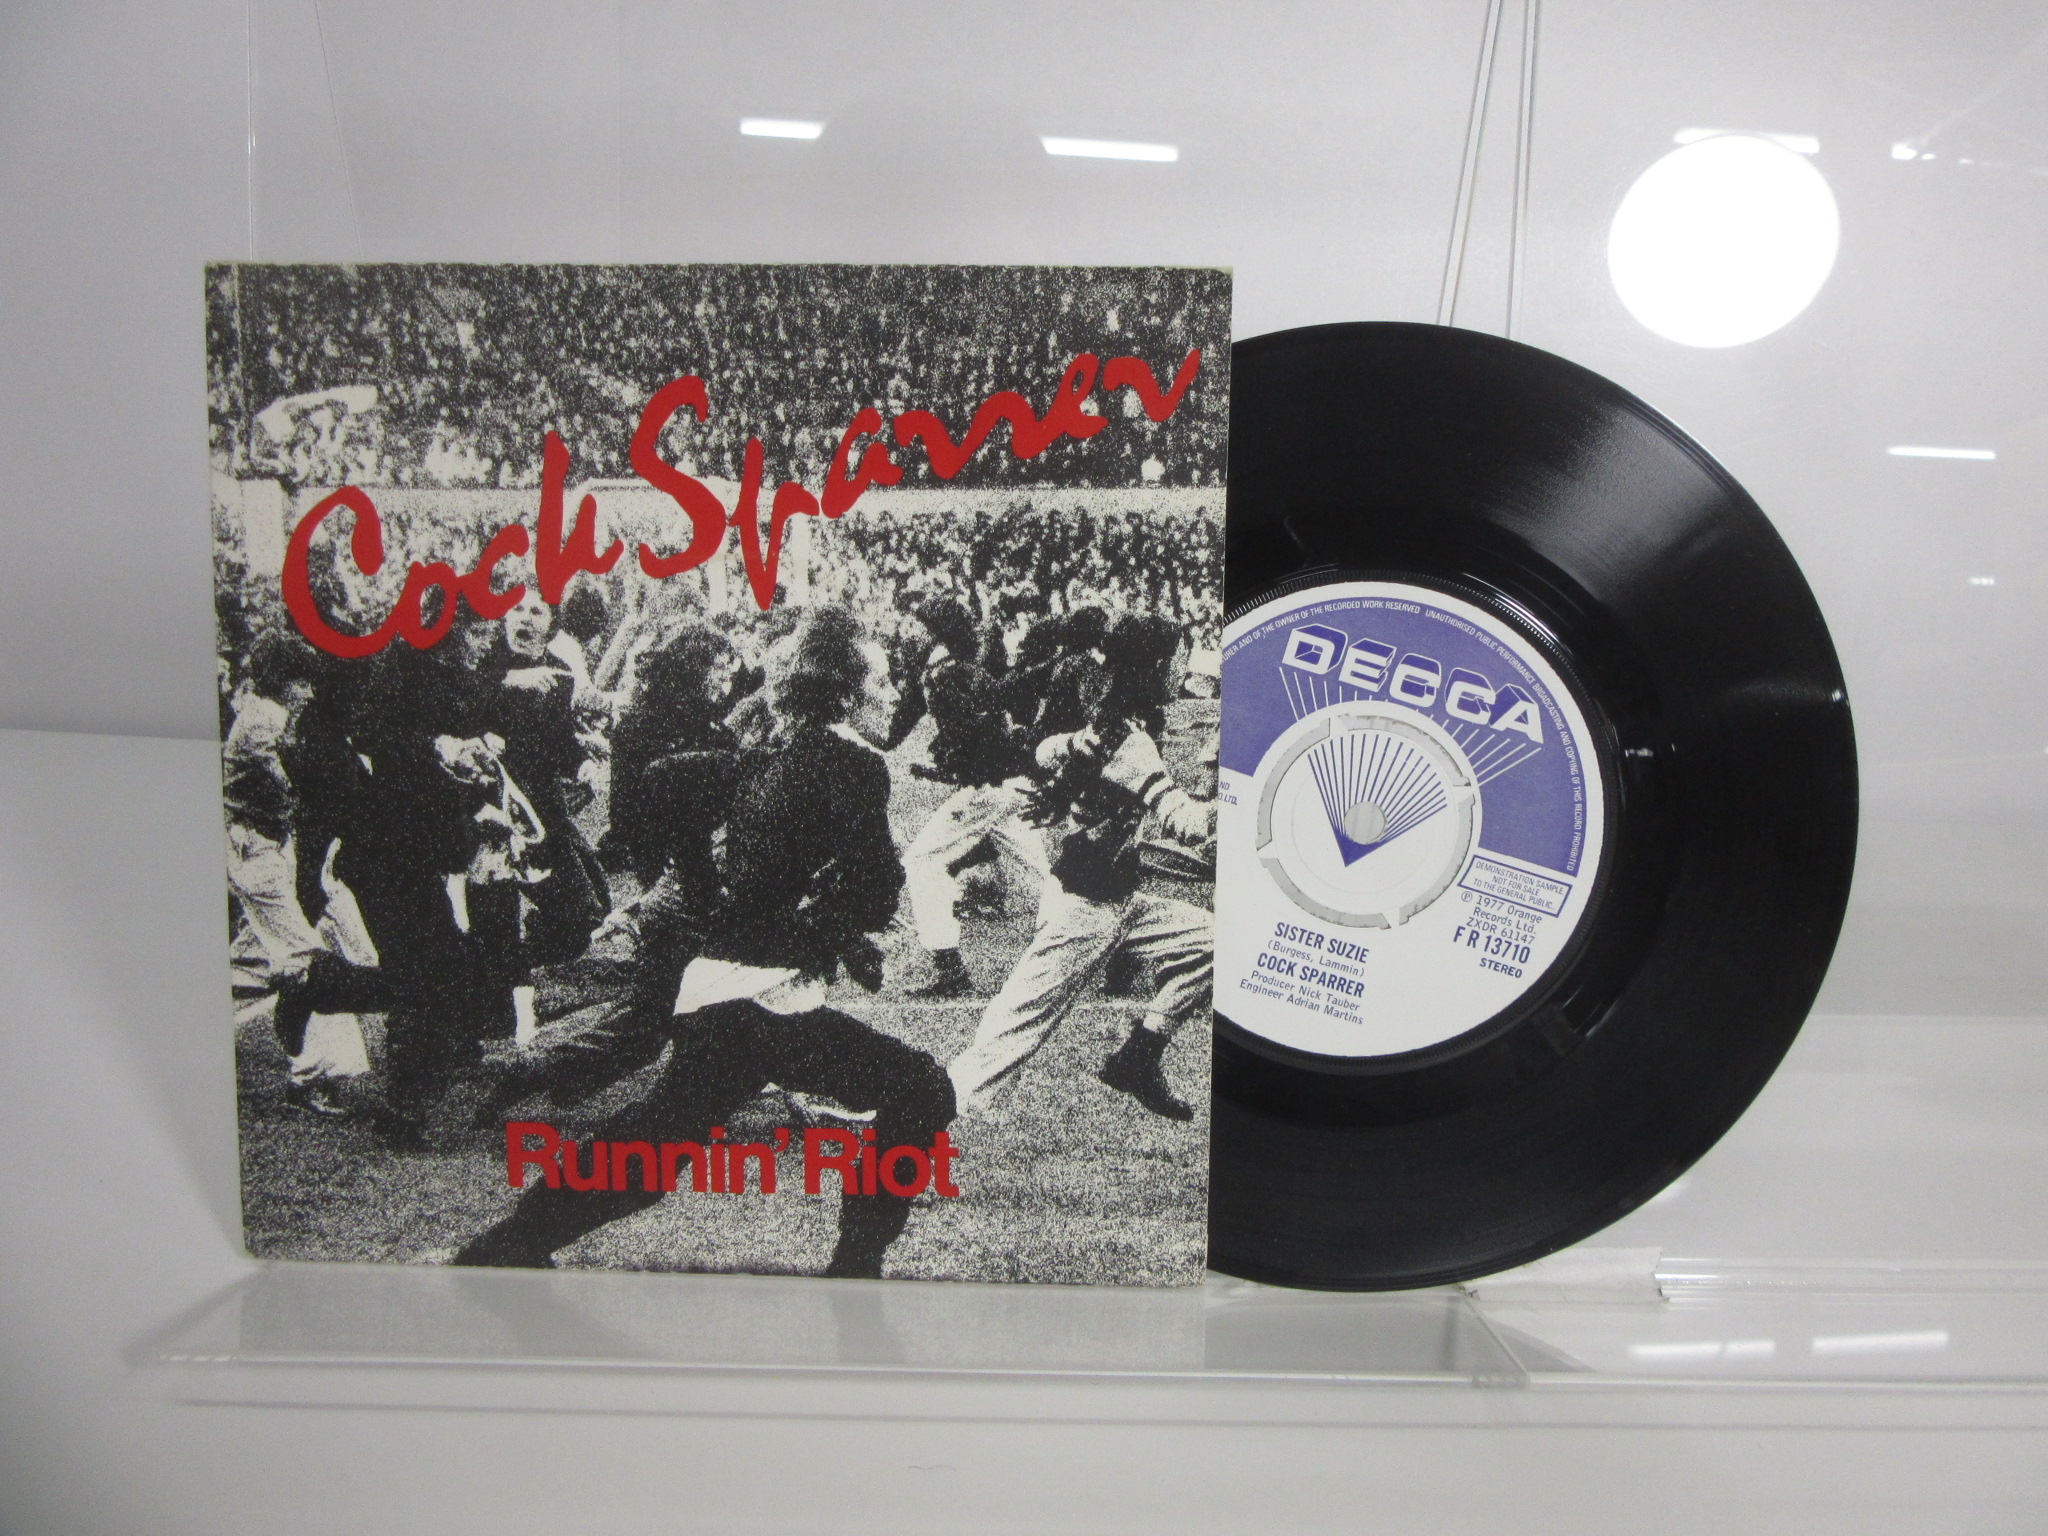 Cock Sparrer
Runnin' Riot
URER AND OF THE OWNER OF THE RECORDED WORK RESERVED UNAUTHORISED PUBLIC PERFORMANCE BROADCASTING AND COPYING OF THIS RECORD PROHIBITED
DECCA
DEMONSTRATION SAMPLE
NOT FOR SALE
TO THE GENERAL PUBLIC.
℗ 1977 Orange
Records Ltd.
ZXDR 61147
FR 13710
STEREO
SISTER SUZIE
(Burgess, Lammin)
COCK SPARRER
Producer Nick Tauber
Engineer Adrian Martins